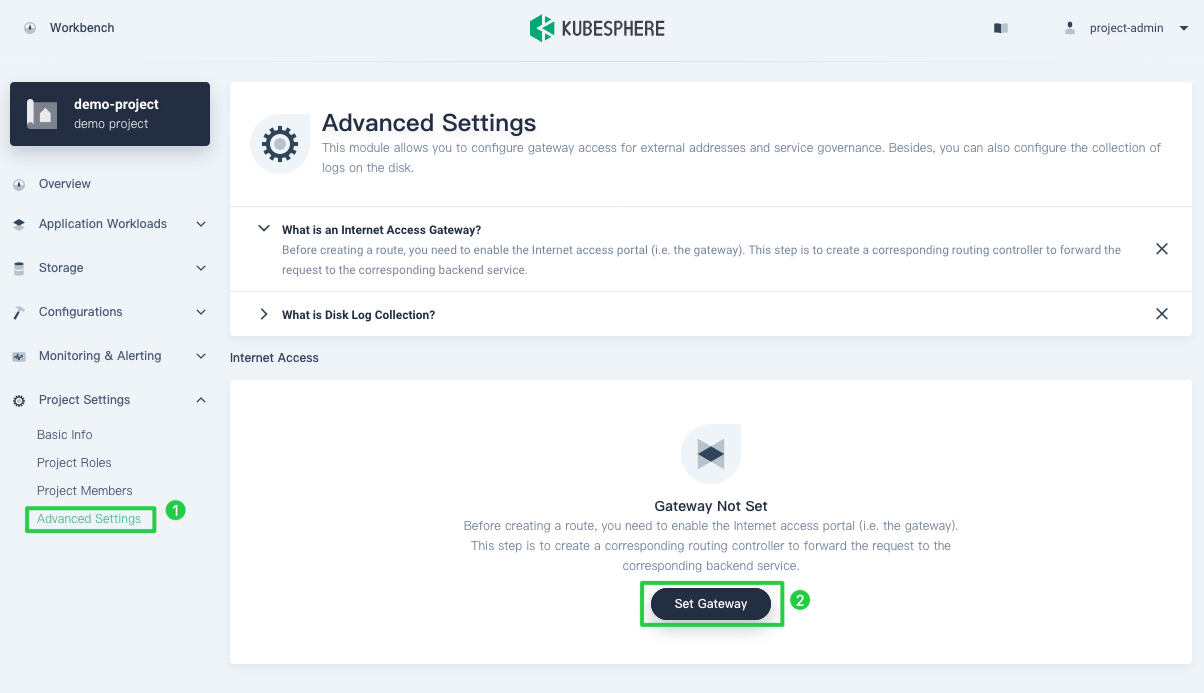 Workbench
KUBESPHERE
project-admin
demo-project
demo project
Overview
Application Workloads
Storage
Configurations
Monitoring & Alerting
Project Settings
Basic Info
Project Roles
Project Members
Advanced Settings
1
Advanced Settings
This module allows you to configure gateway access for external addresses and service governance. Besides, you can also configure the collection of
logs on the disk.
What is an Internet Access Gateway?
Before creating a route, you need to enable the Internet access portal (i.e. the gateway). This step is to create a corresponding routing controller to forward the
request to the corresponding backend service.
What is Disk Log Collection?
Internet Access
Gateway Not Set
Before creating a route, you need to enable the Internet access portal (i.e. the gateway).
This step is to create a corresponding routing controller to forward the request to the
corresponding backend service.
Set Gateway
2